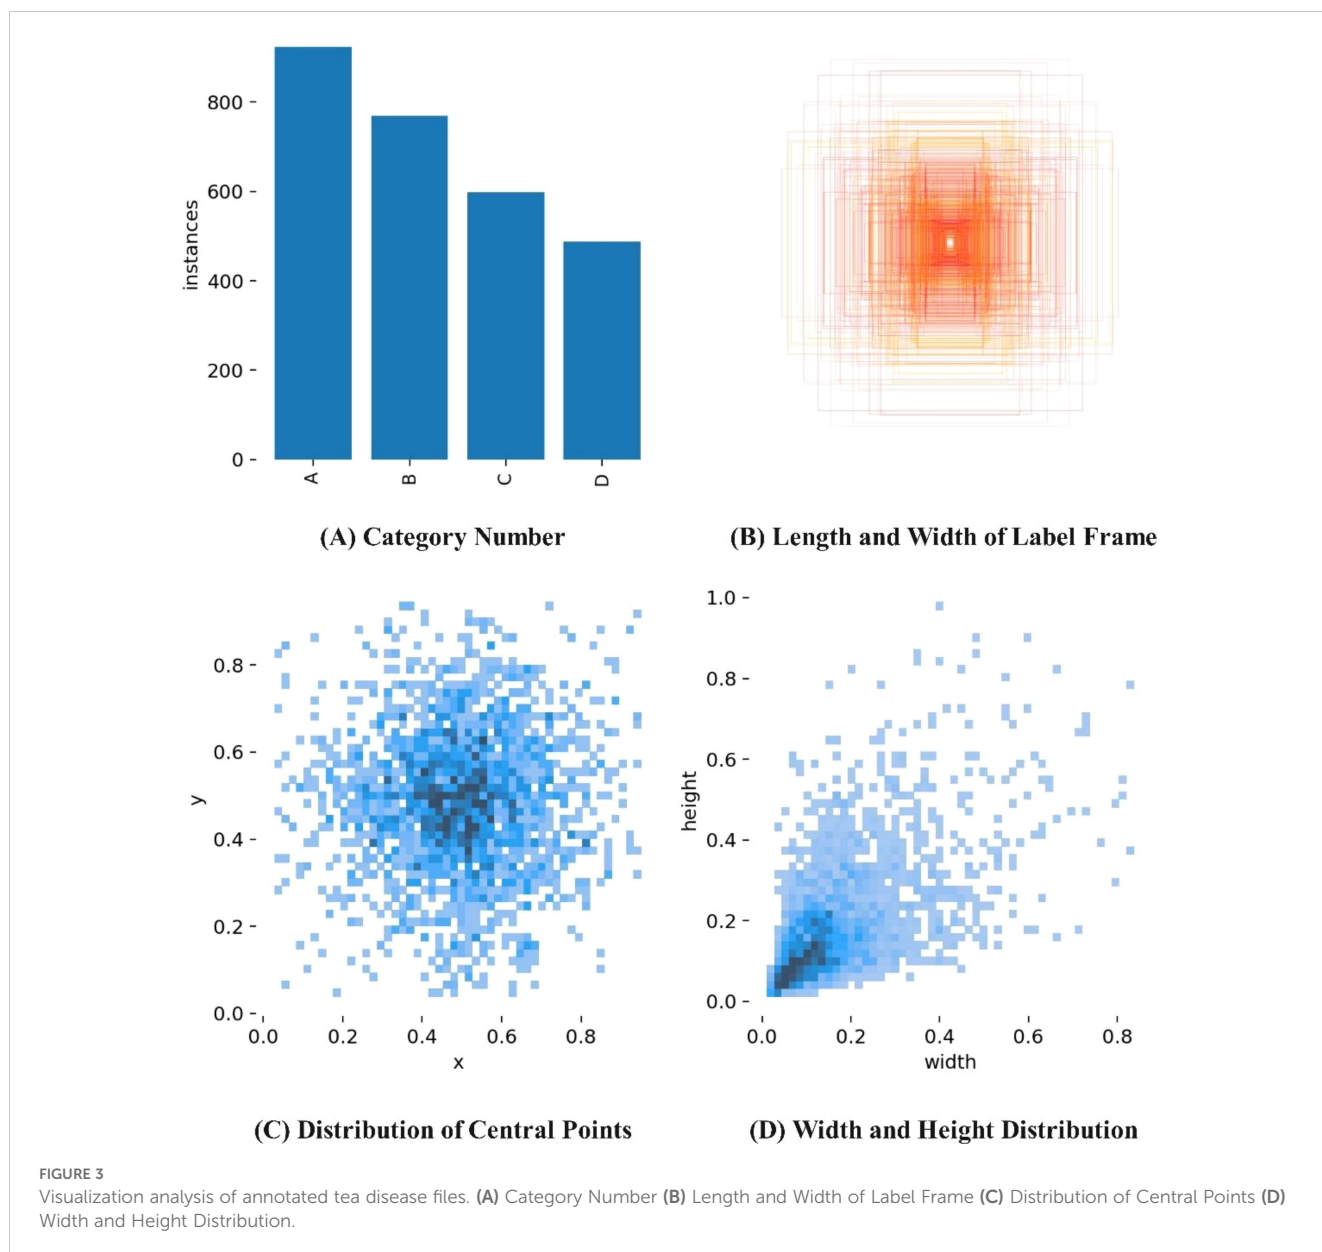 800
600
400
200
0
instances
A
B
C
D
(A) Category Number
(B) Length and Width of Label Frame
0.8
0.6
0.4
0.2
0.0
y
0.0 0.2 0.4 0.6 0.8
x
1.0
0.8
0.6
0.4
0.2
0.0
height
0.0 0.2 0.4 0.6 0.8
width
(C) Distribution of Central Points
(D) Width and Height Distribution
FIGURE 3
Visualization analysis of annotated tea disease files. (A) Category Number (B) Length and Width of Label Frame (C) Distribution of Central Points (D)
Width and Height Distribution.